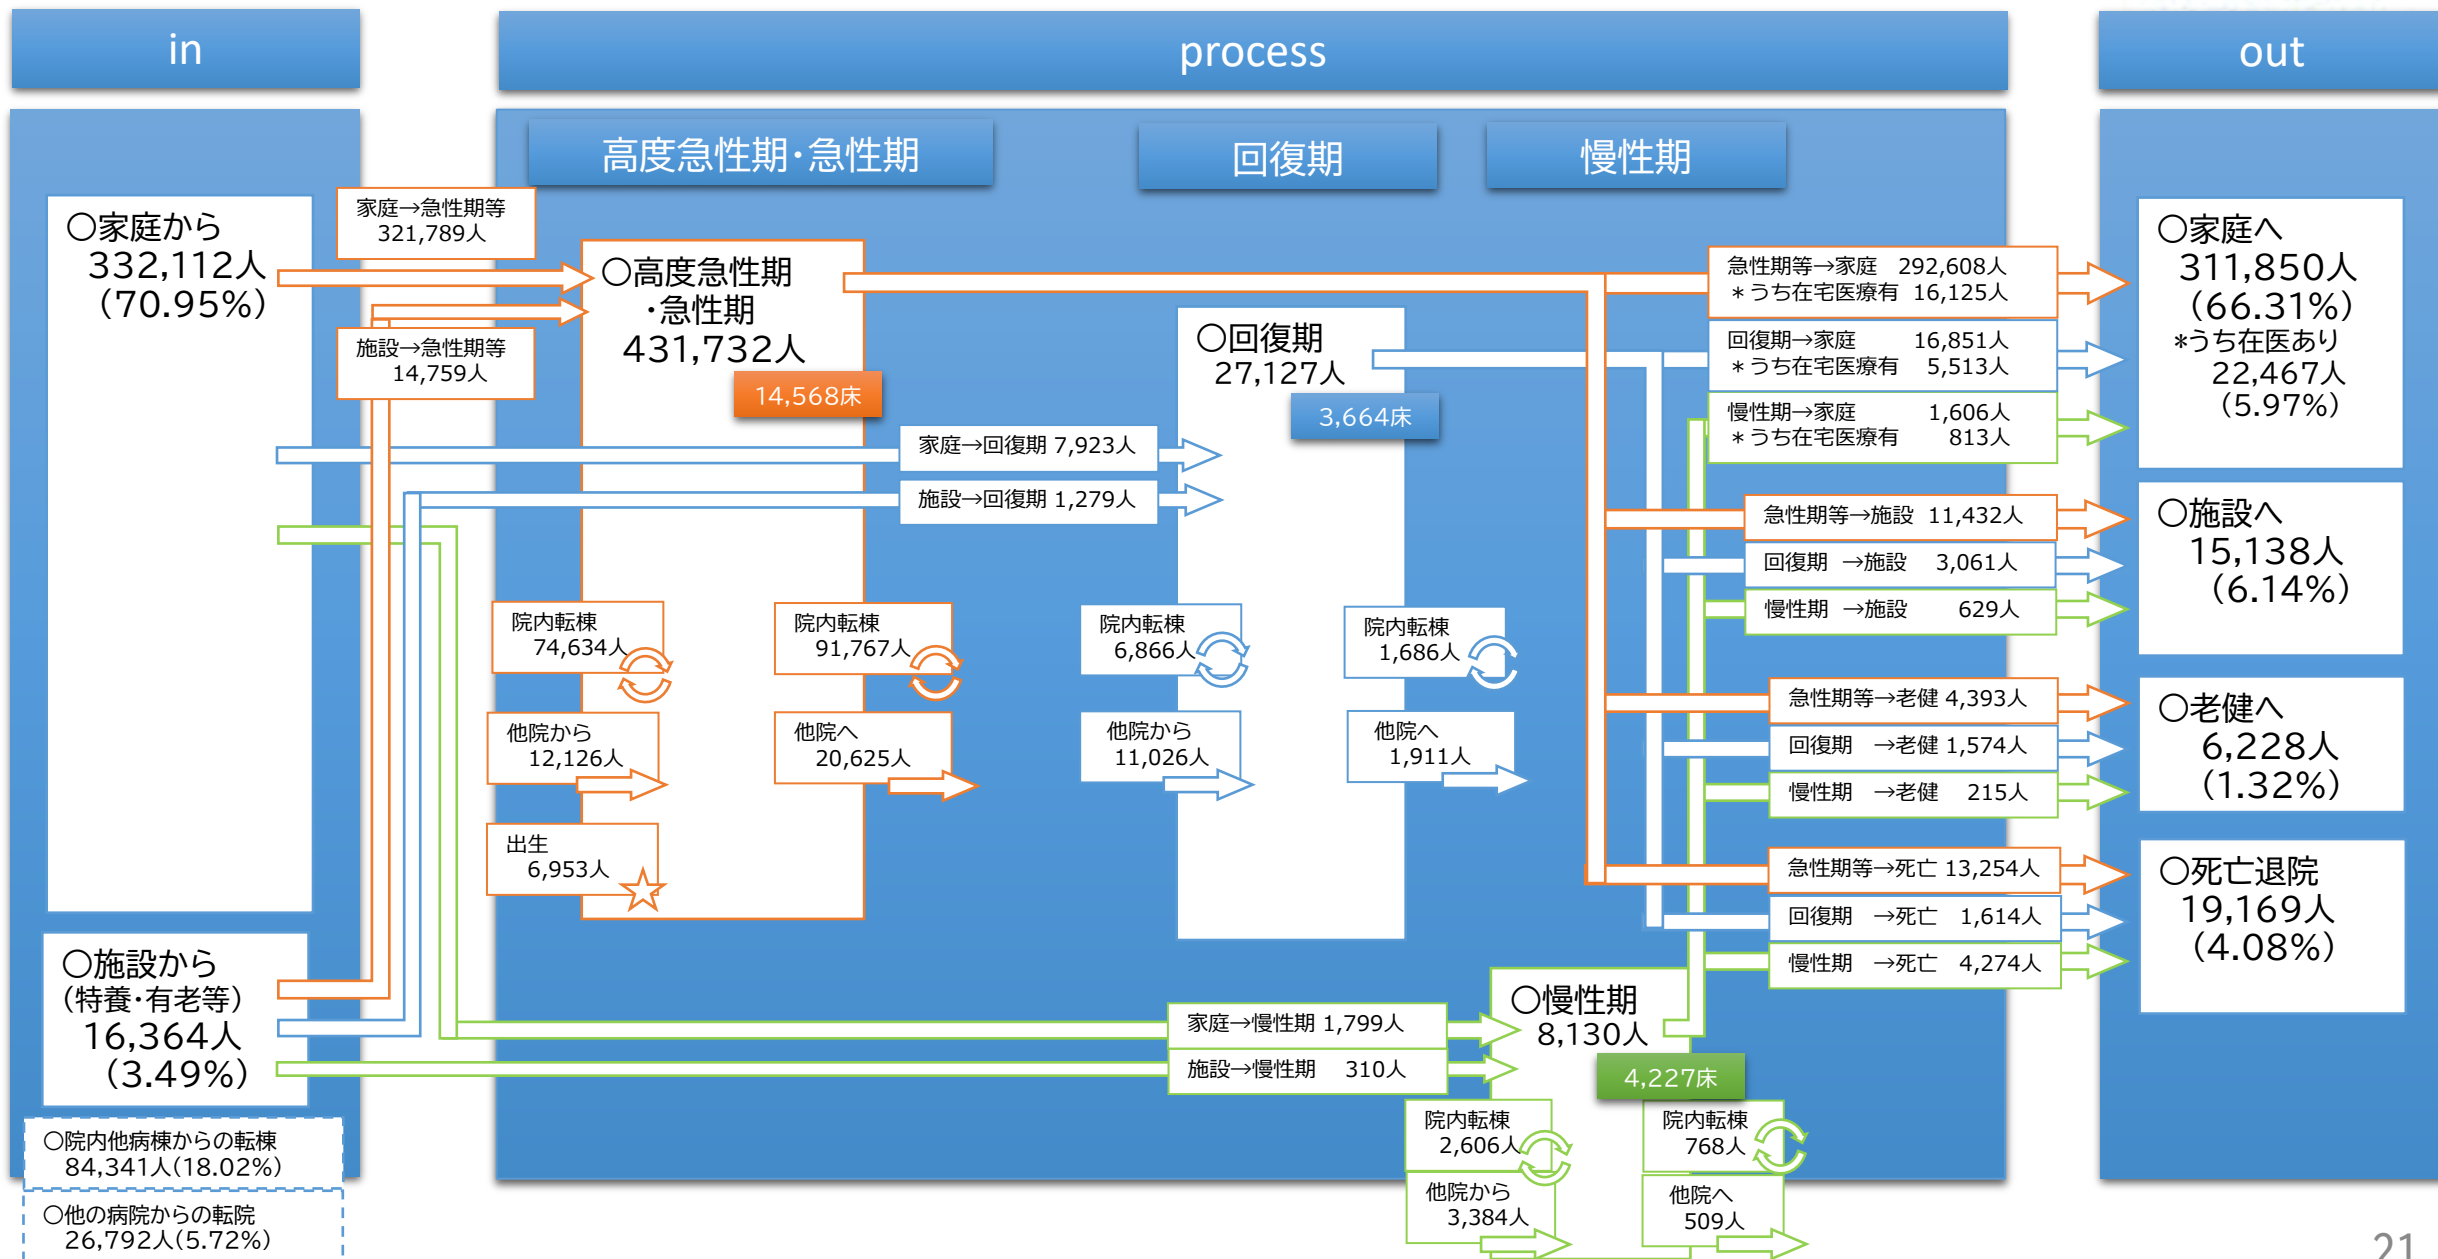 in
process
out
高度急性期・急性期
回復期
慢性期
○家庭から
332,112人
(70.95%)
家庭→急性期等
321,789人
施設→急性期等
14,759人
○高度急性期
・急性期
431,732人
14,568床
○回復期
27,127人
3,664床
家庭→回復期 7,923人
施設→回復期 1,279人
院内転棟
74,634人
院内転棟
91,767人
院内転棟
6,866人
院内転棟
1,686人
他院から
12,126人
他院へ
20,625人
他院から
11,026人
他院へ
1,911人
出生
6,953人
○施設から
(特養・有老等)
16,364人
(3.49%)
○院内他病棟からの転棟
84,341人(18.02%)
○他の病院からの転院
26,792人(5.72%)
家庭→慢性期 1,799人
施設→慢性期 310人
○慢性期
8,130人
4,227床
院内転棟
2,606人
院内転棟
768人
他院から
3,384人
他院へ
509人
急性期等→家庭 292,608人
＊うち在宅医療有 16,125人
回復期→家庭 16,851人
＊うち在宅医療有 5,513人
慢性期→家庭 1,606人
＊うち在宅医療有 813人
急性期等→施設 11,432人
回復期 →施設 3,061人
慢性期 →施設 629人
急性期等→老健 4,393人
回復期 →老健 1,574人
慢性期 →老健 215人
急性期等→死亡 13,254人
回復期 →死亡 1,614人
慢性期 →死亡 4,274人
○家庭へ
311,850人
(66.31%)
*うち在医あり
22,467人
(5.97%)
○施設へ
15,138人
(6.14%)
○老健へ
6,228人
(1.32%)
○死亡退院
19,169人
(4.08%)
21